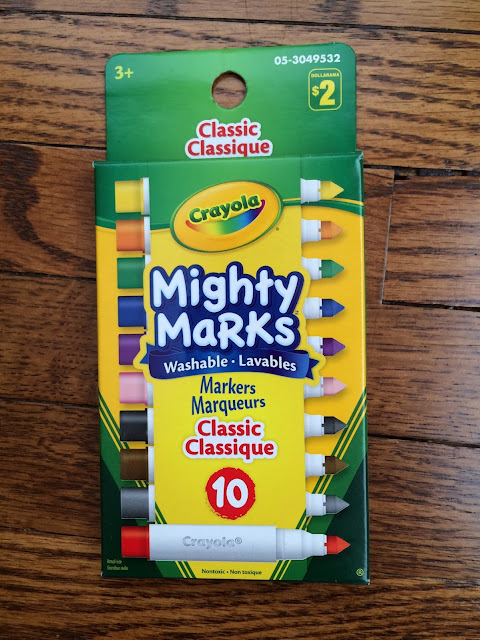 3+
05-3049532
DOLLARAMA
$2
Classic
Classique
Crayola
Mighty
MaRKs
Washable • Lavables
Markers
Marqueurs
Classic
Classique
10
Crayola®
Nontoxic • Non toxique